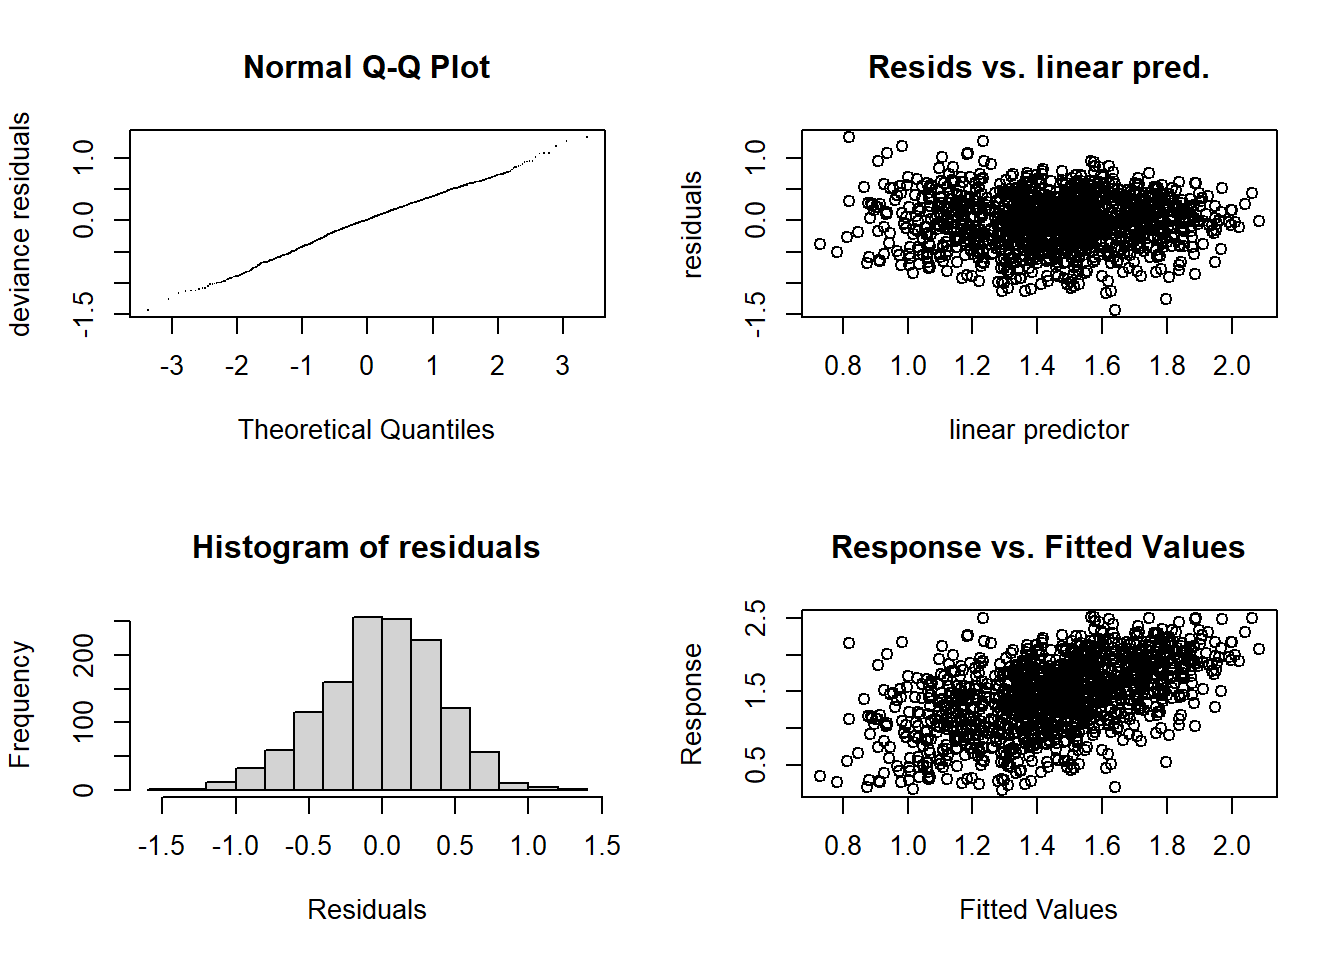 Normal Q-Q Plot
deviance residuals
1.0
0.0
-1.5
-3 -2 -1 0 1 2 3
Theoretical Quantiles
Resids vs. linear pred.
residuals
1.0
0.0
-1.5
0.8 1.0 1.2 1.4 1.6 1.8 2.0
linear predictor
Histogram of residuals
Frequency
200
100
0
-1.5 -1.0 -0.5 0.0 0.5 1.0 1.5
Residuals
Response vs. Fitted Values
Response
2.5
1.5
0.5
0.8 1.0 1.2 1.4 1.6 1.8 2.0
Fitted Values